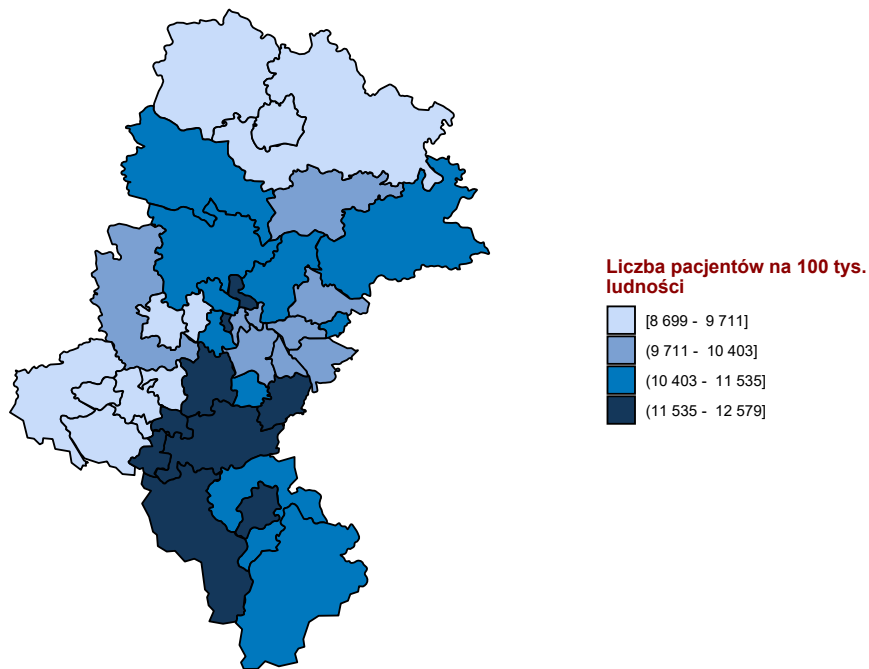 Liczba pacjentów na 100 tys.
ludności
[8 699 - 9 711]
(9 711 - 10 403]
(10 403 - 11 535]
(11 535 - 12 579]